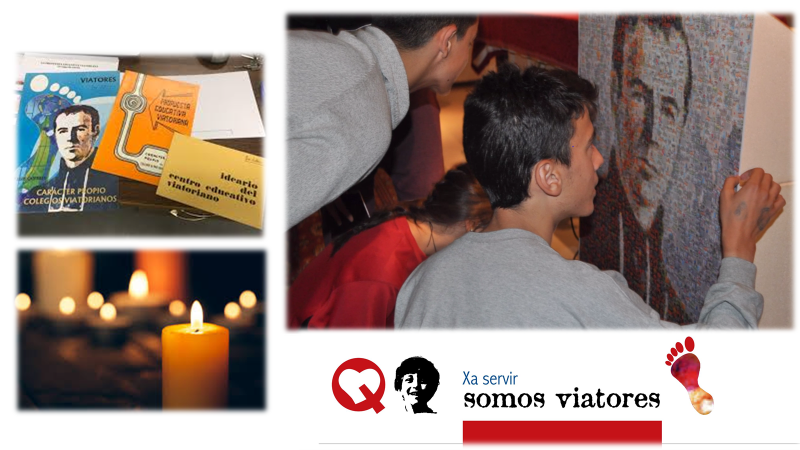 VIATORES
CARÁCTER PROPIO
COLEGIOS VIATORIANOS
PROPUESTA
EDUCATIVA
VIATORIANA
ideario
del
centro educativo
viatoriano
Xa servir
somos viatores